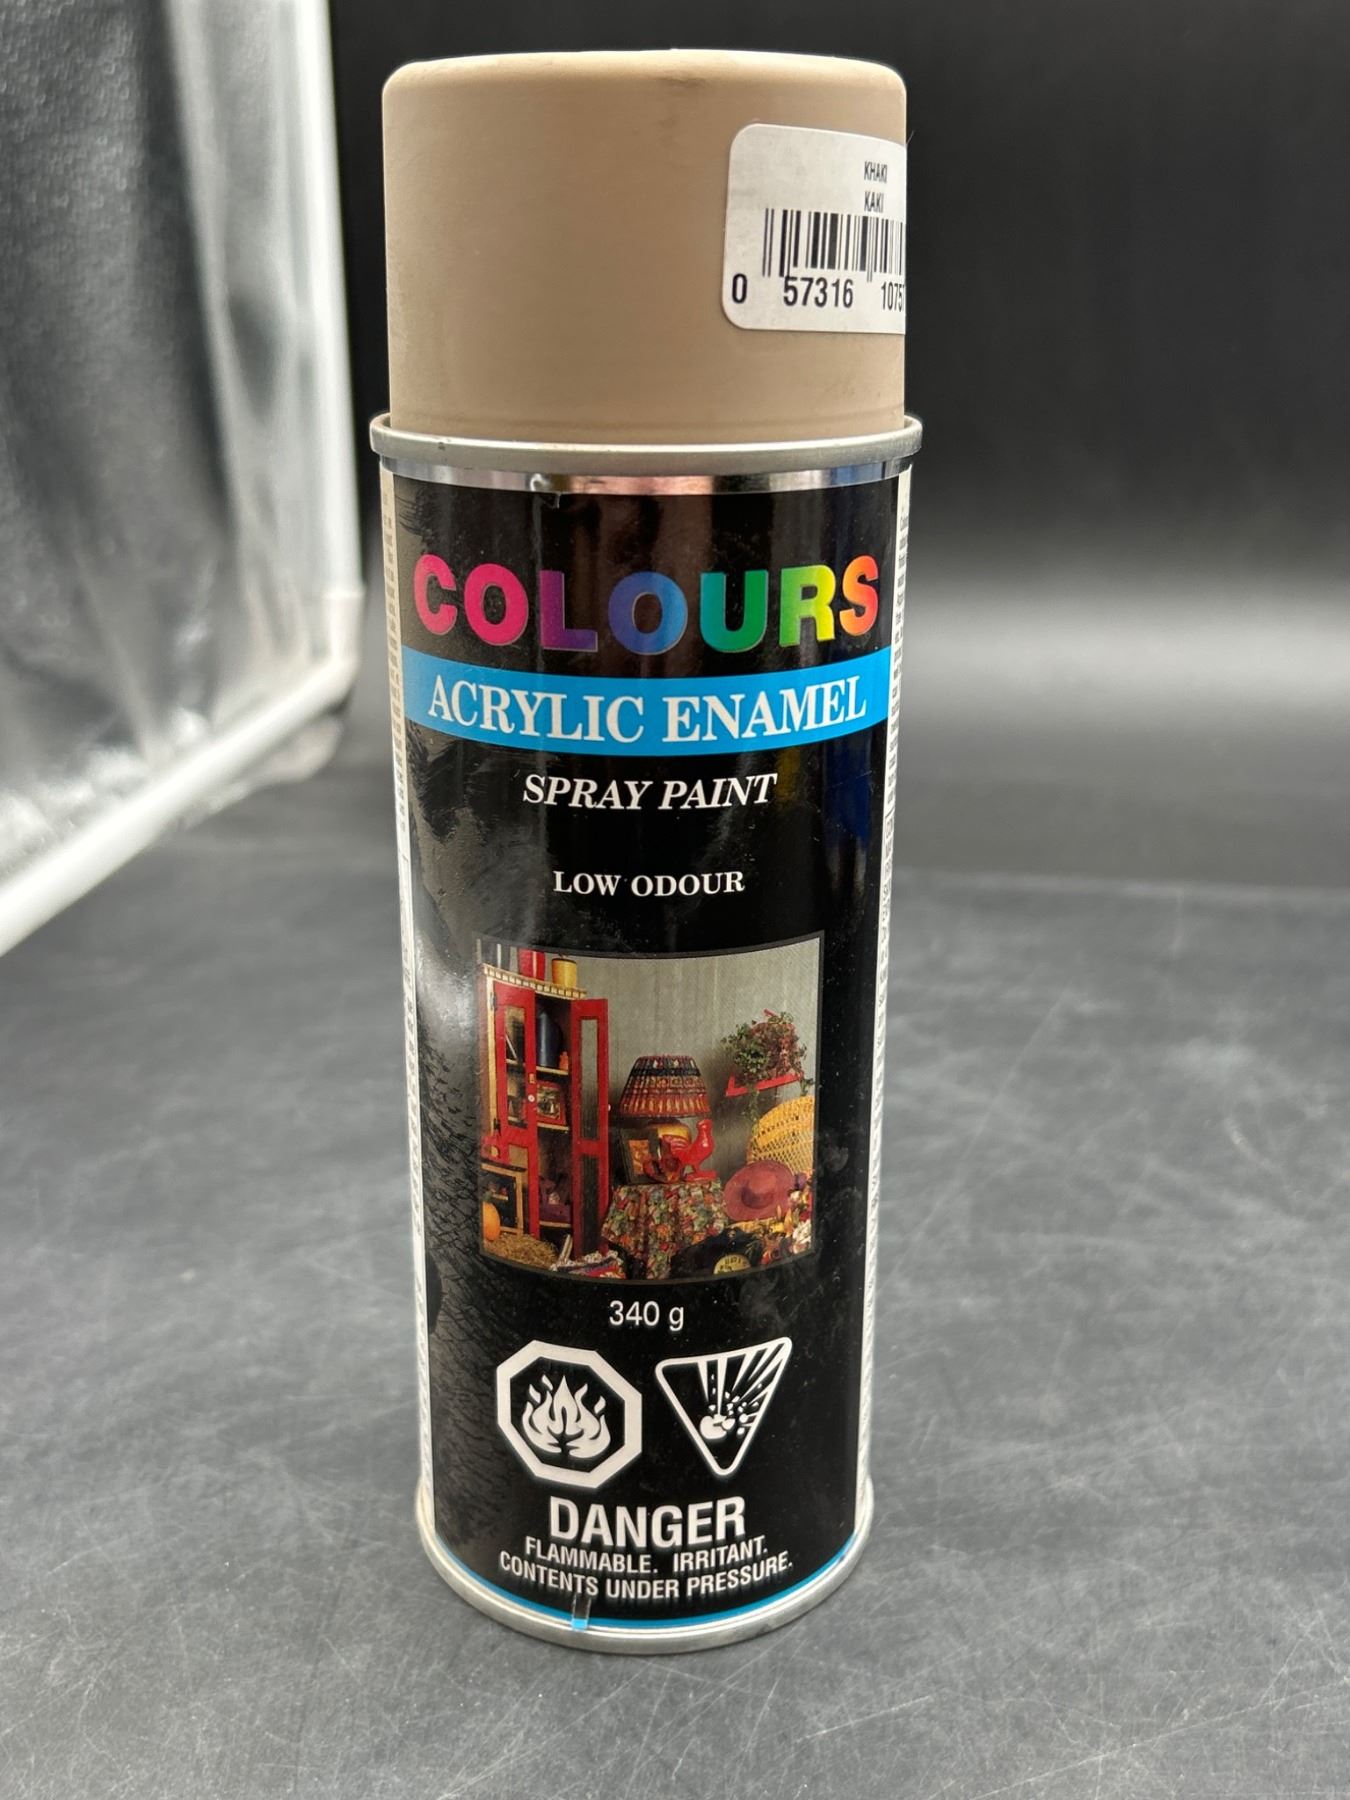 KHAKI
KAKI
0 57316 1075
COLOURS
ACRYLIC ENAMEL
SPRAY PAINT
LOW ODOUR
340 g
DANGER
FLAMMABLE. IRRITANT.
CONTENTS UNDER PRESSURE.